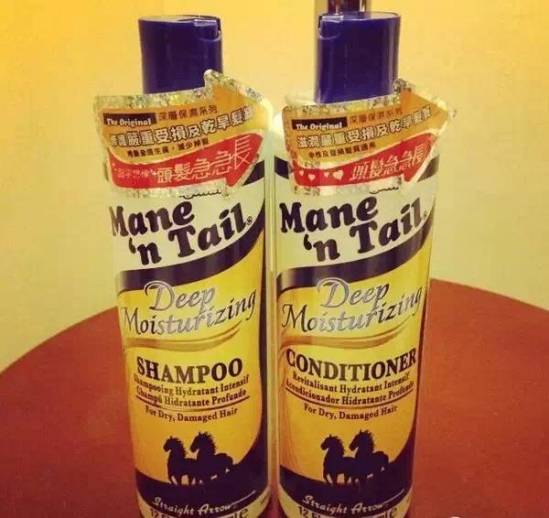 The Original
深層保濕系列
嚴重受損及乾旱髮
減少掉髮
頭髮急急長
Mane
'n Tail®
Deep
Moisturizing
SHAMPOO
Shampooing Hydratant Intensif
Champú Hidratante Profundo
For Dry, Damaged Hair
Straight Arrow
The Original
深層保濕系列
滋潤嚴重受損及乾旱髮
頭髮急急長
Mane
'n Tail®
Deep
Moisturizing
CONDITIONER
Revitalisant Hydratant Intensif
Acondicionador Hidratante Profundo
For Dry, Damaged Hair
Straight Arrow